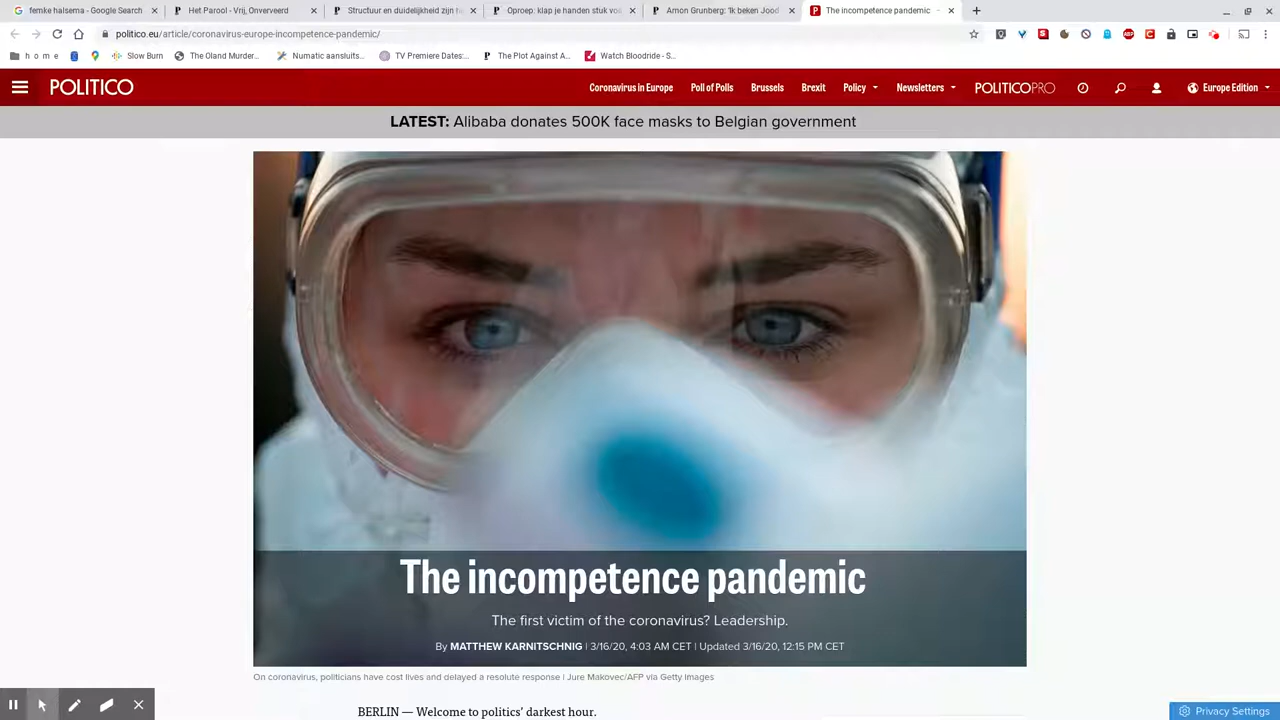 femke halsema - Google Search
Het Parool - Vrij, Onverveerd
Structuur en duidelijkheid zijn n
Oproep: klap je handen stuk voo
Arnon Grunberg: 'Ik beken Jood
The incompetence pandemic
politico.eu/article/coronavirus-europe-incompetence-pandemic/
h o m e
Slow Burn
The Oland Murder...
Numatic aansluits...
TV Premiere Dates:...
The Plot Against A...
Watch Bloodride - S...
POLITICO
Coronavirus in Europe
Poll of Polls
Brussels
Brexit
Policy
Newsletters
POLITICOPRO
Europe Edition
LATEST: Alibaba donates 500K face masks to Belgian government
The incompetence pandemic
The first victim of the coronavirus? Leadership.
By MATTHEW KARNITSCHNIG | 3/16/20, 4:03 AM CET | Updated 3/16/20, 12:15 PM CET
On coronavirus, politicians have cost lives and delayed a resolute response | Jure Makovec/AFP via Getty Images
BERLIN — Welcome to politics' darkest hour.
Privacy Settings